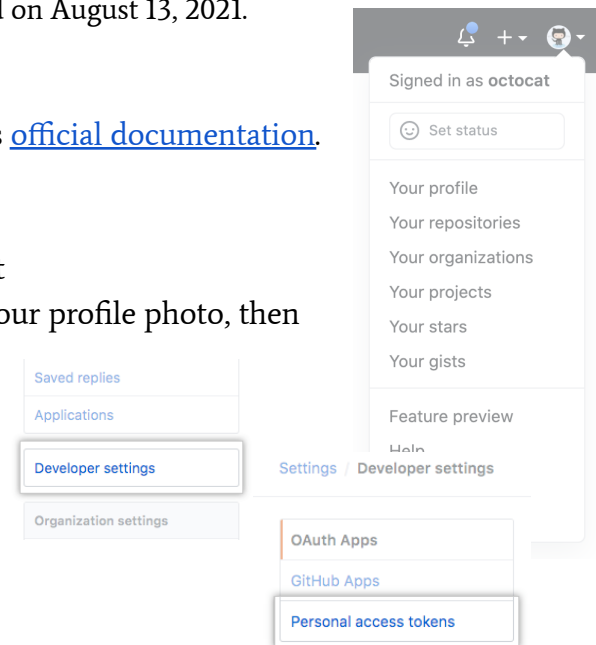 on August 13, 2021.
Signed in as octocat
official documentation.
Set status
Your profile
Your repositories
Your organizations
Your projects
our profile photo, then
Your stars
Your gists
Saved replies
Applications
Feature preview
Help
Developer settings
Settings / Developer settings
Organization settings
OAuth Apps
GitHub Apps
Personal access tokens